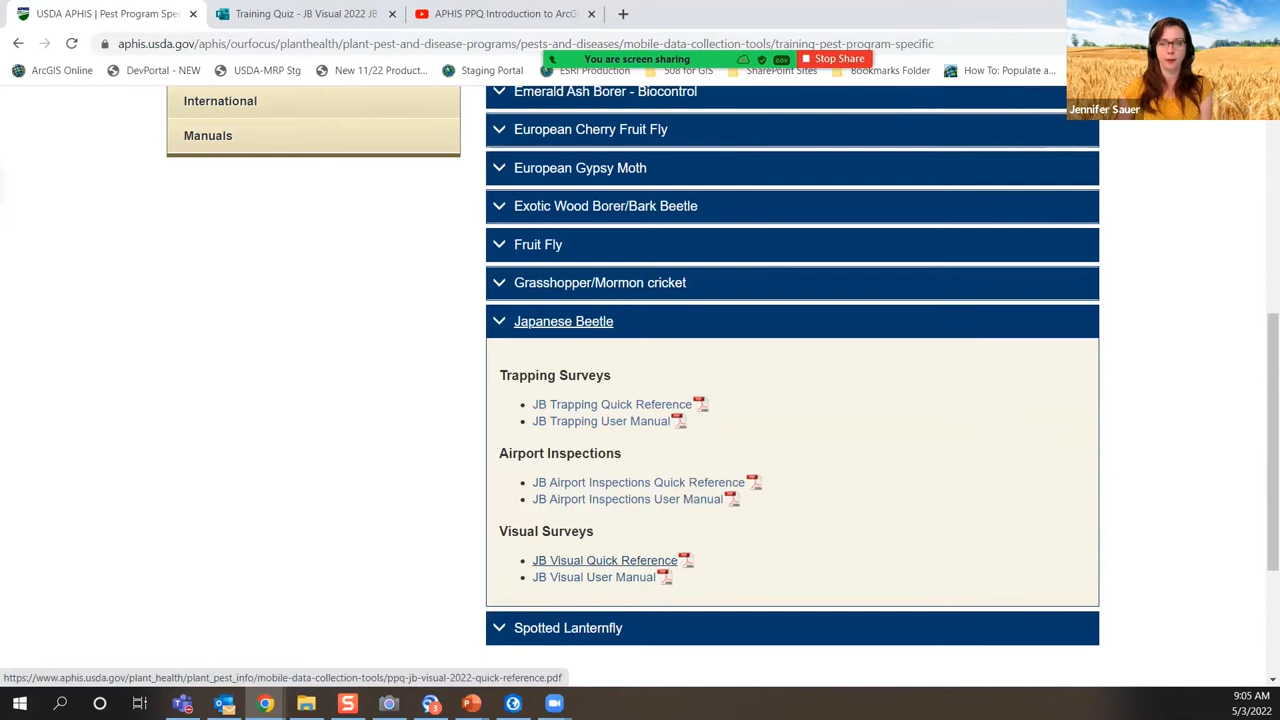 USDA APHIS | Pest Program Spec
Training Quiz - JB Visual 2022 JB
APHIS PPQ Introduction to ArcG
aphis.usda.gov/aphis/ourfocus/planthealth/plant-pest-and-disease-programs/pests-and-diseases/mobile-data-collection-tools/training-pest-program-specific
You are screen sharing
GOV
Stop Share
ArcGIS Online
DevPortal - NEW
USDA-MRP Stg
New 11/22 Product...
Staging Portal
ESRI Production
508 for GIS
SharePoint Sites
Bookmarks Folder
How To: Populate a
Jennifer Sauer
International
Manuals
Emerald Ash Borer - Biocontrol
European Cherry Fruit Fly
European Gypsy Moth
Exotic Wood Borer/Bark Beetle
Fruit Fly
Grasshopper/Mormon cricket
Japanese Beetle
Trapping Surveys
• JB Trapping Quick Reference
• JB Trapping User Manual
Airport Inspections
• JB Airport Inspections Quick Reference
• JB Airport Inspections User Manual
Visual Surveys
• JB Visual Quick Reference
• JB Visual User Manual
Spotted Lanternfly
https://www.aphis.usda.gov/plant_health/plant_pest_info/mobile-data-collection-tools/ppq-jb-visual-2022-quick-reference.pdf
9:05 AM
5/3/2022